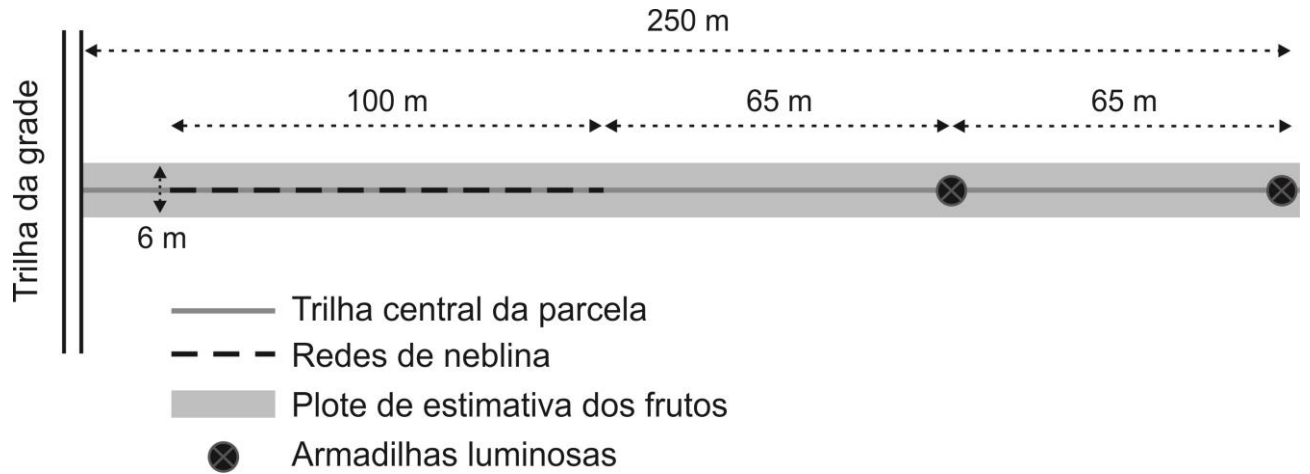 250 m
100 m
65 m
65 m
Trilha da grade
6 m
Trilha central da parcela
Redes de neblina
Plote de estimativa dos frutos
Armadilhas luminosas